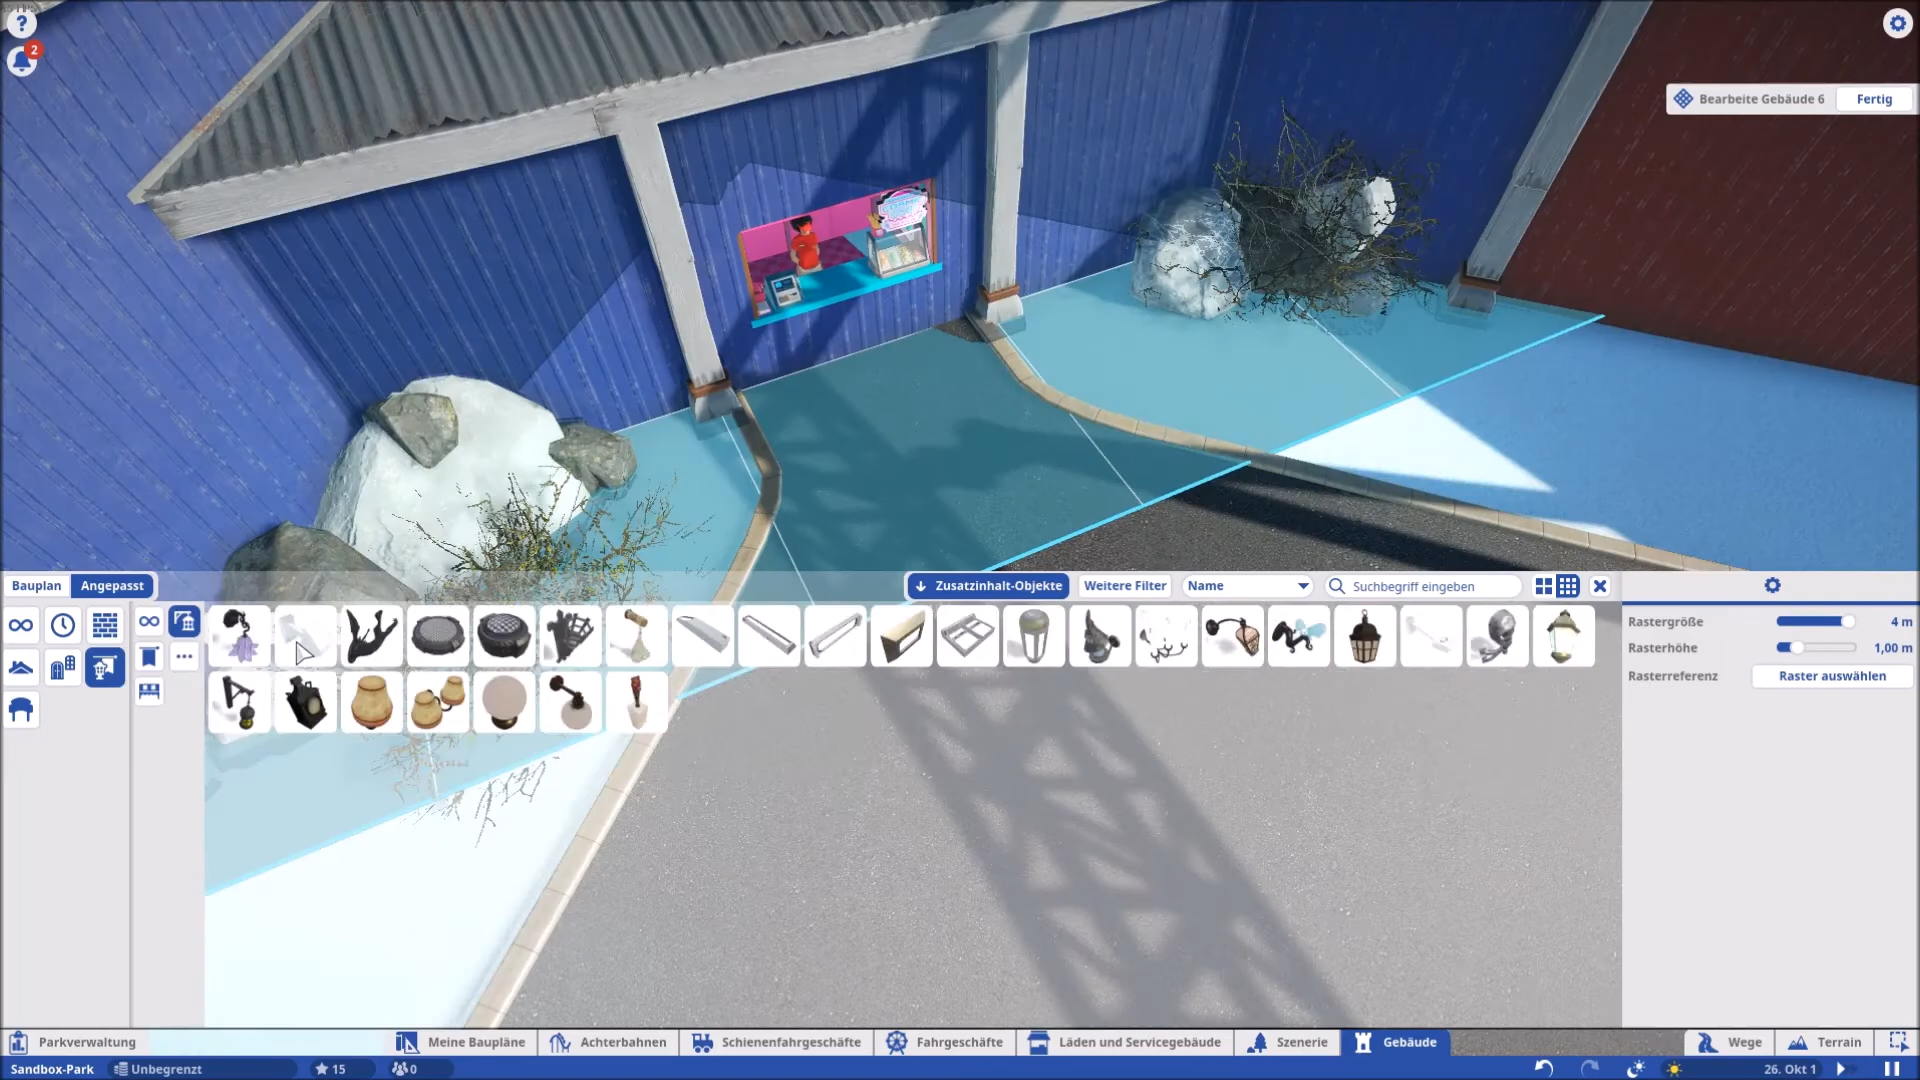 ?
2
Bearbeite Gebäude 6
Fertig
Bauplan
Angepasst
Zusatzinhalt-Objekte
Weitere Filter
Name
Suchbegriff eingeben
Rastergröße
4 m
Rasterhöhe
1,00 m
Rasterreferenz
Raster auswählen
Parkverwaltung
Meine Baupläne
Achterbahnen
Schienenfahrgeschäfte
Fahrgeschäfte
Läden und Servicegebäude
Szenerie
Gebäude
Wege
Terrain
Sandbox-Park
Unbegrenzt
15
0
26. Okt 1